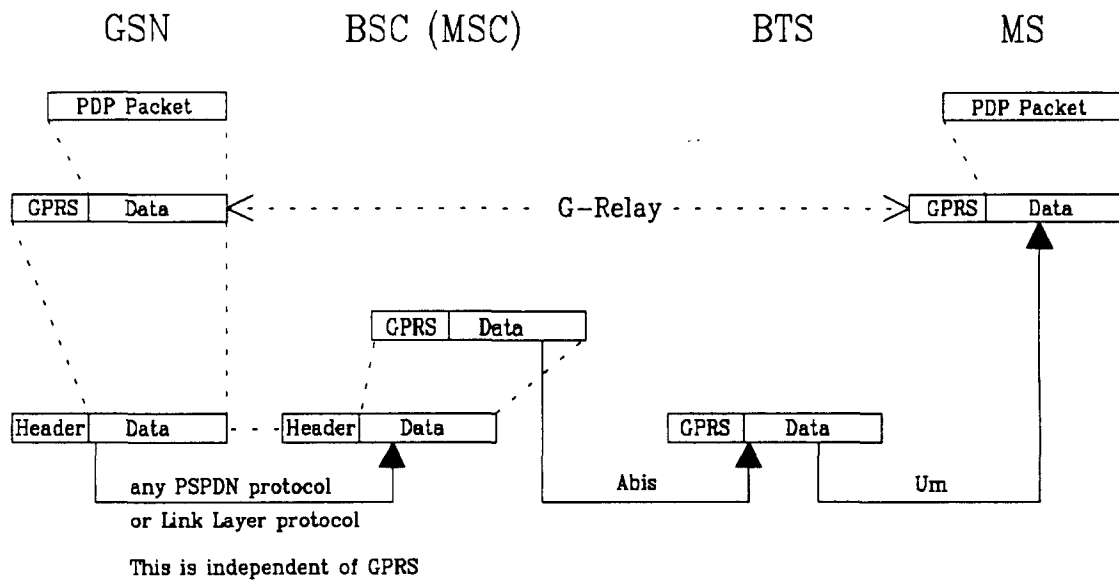 GSN BSC (MSC) BTS MS
PDP Packet PDP Packet
GPRS Data G-Relay GPRS Data
GPRS Data
Header Data Header Data GPRS Data
any PSPDN protocol Abis Um
or Link Layer protocol
This is independent of GPRS